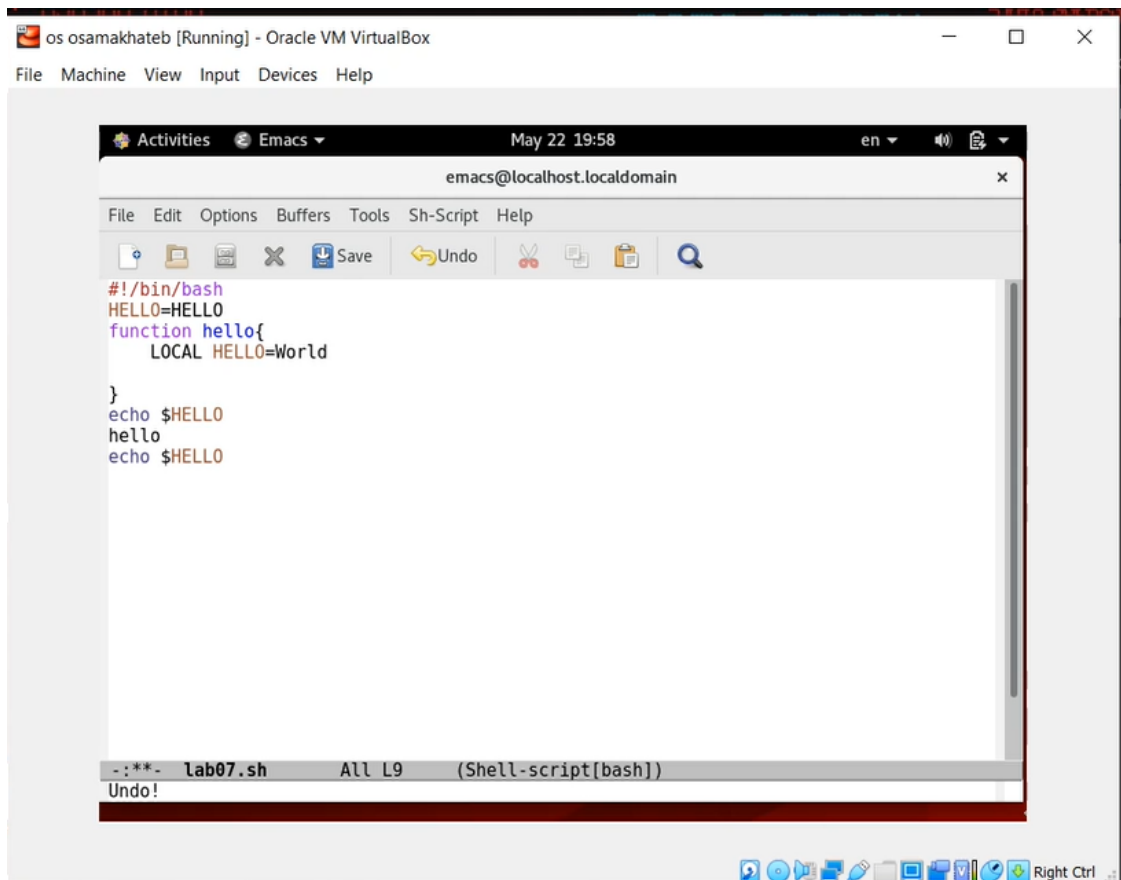 os osamakhateb [Running] - Oracle VM VirtualBox
File Machine View Input Devices Help
Activities Emacs May 22 19:58 en
emacs@localhost.localdomain
File Edit Options Buffers Tools Sh-Script Help
Save Undo
#!/bin/bash
HELLO=HELLO
function hello{
    LOCAL HELLO=World
}
echo $HELLO
hello
echo $HELLO
-:**- lab07.sh All L9 (Shell-script[bash])
Undo!
Right Ctrl